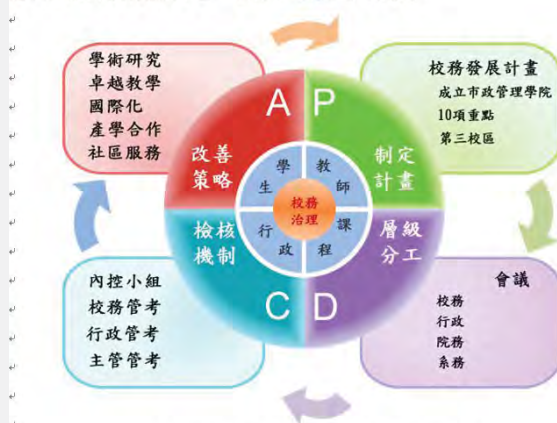 學術研究
卓越教學
國際化
產學合作
社區服務
校務發展計畫
成立市政管理學院
10項重點
第三校區
A
P
改善
策略
制定
計畫
學生
教師
校務
治理
行政
課程
檢核
機制
層級
分工
C
D
內控小組
校務管考
行政管考
主管管考
會議
校務
行政
院務
系務